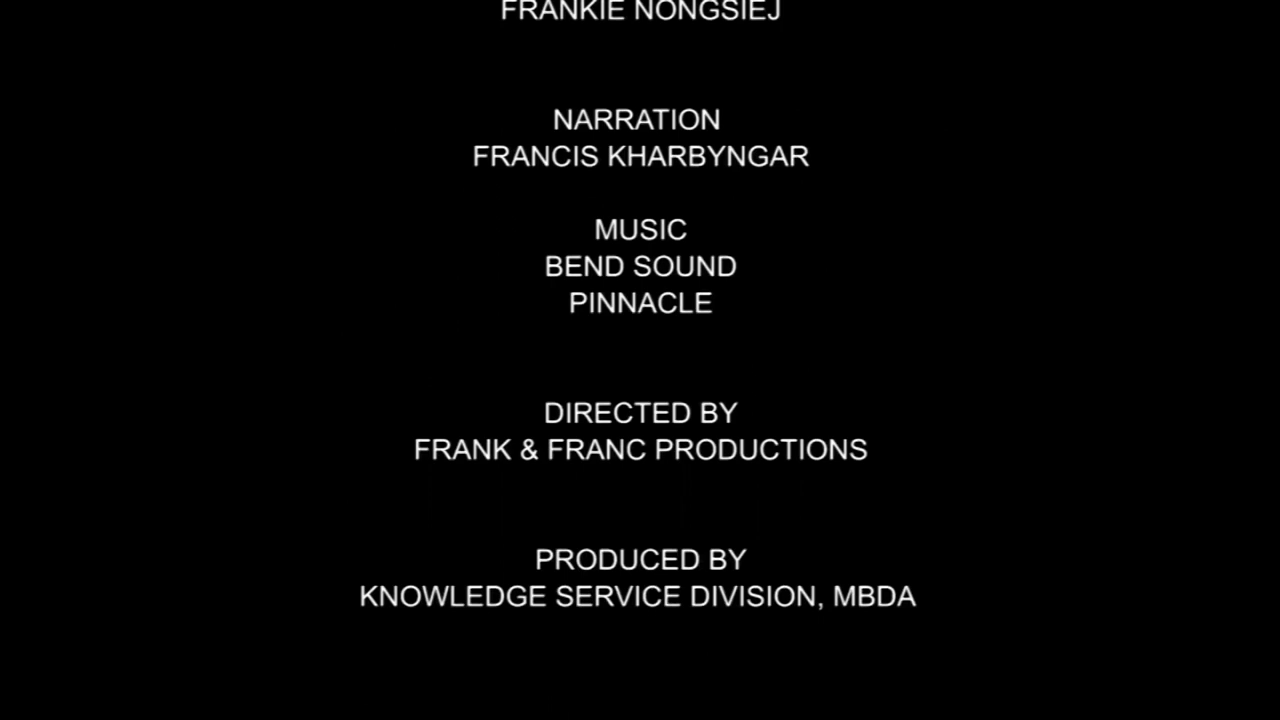 FRANKIE NONGSIEJ
NARRATION
FRANCIS KHARBYNGAR
MUSIC
BEND SOUND
PINNACLE
DIRECTED BY
FRANK & FRANC PRODUCTIONS
PRODUCED BY
KNOWLEDGE SERVICE DIVISION, MBDA